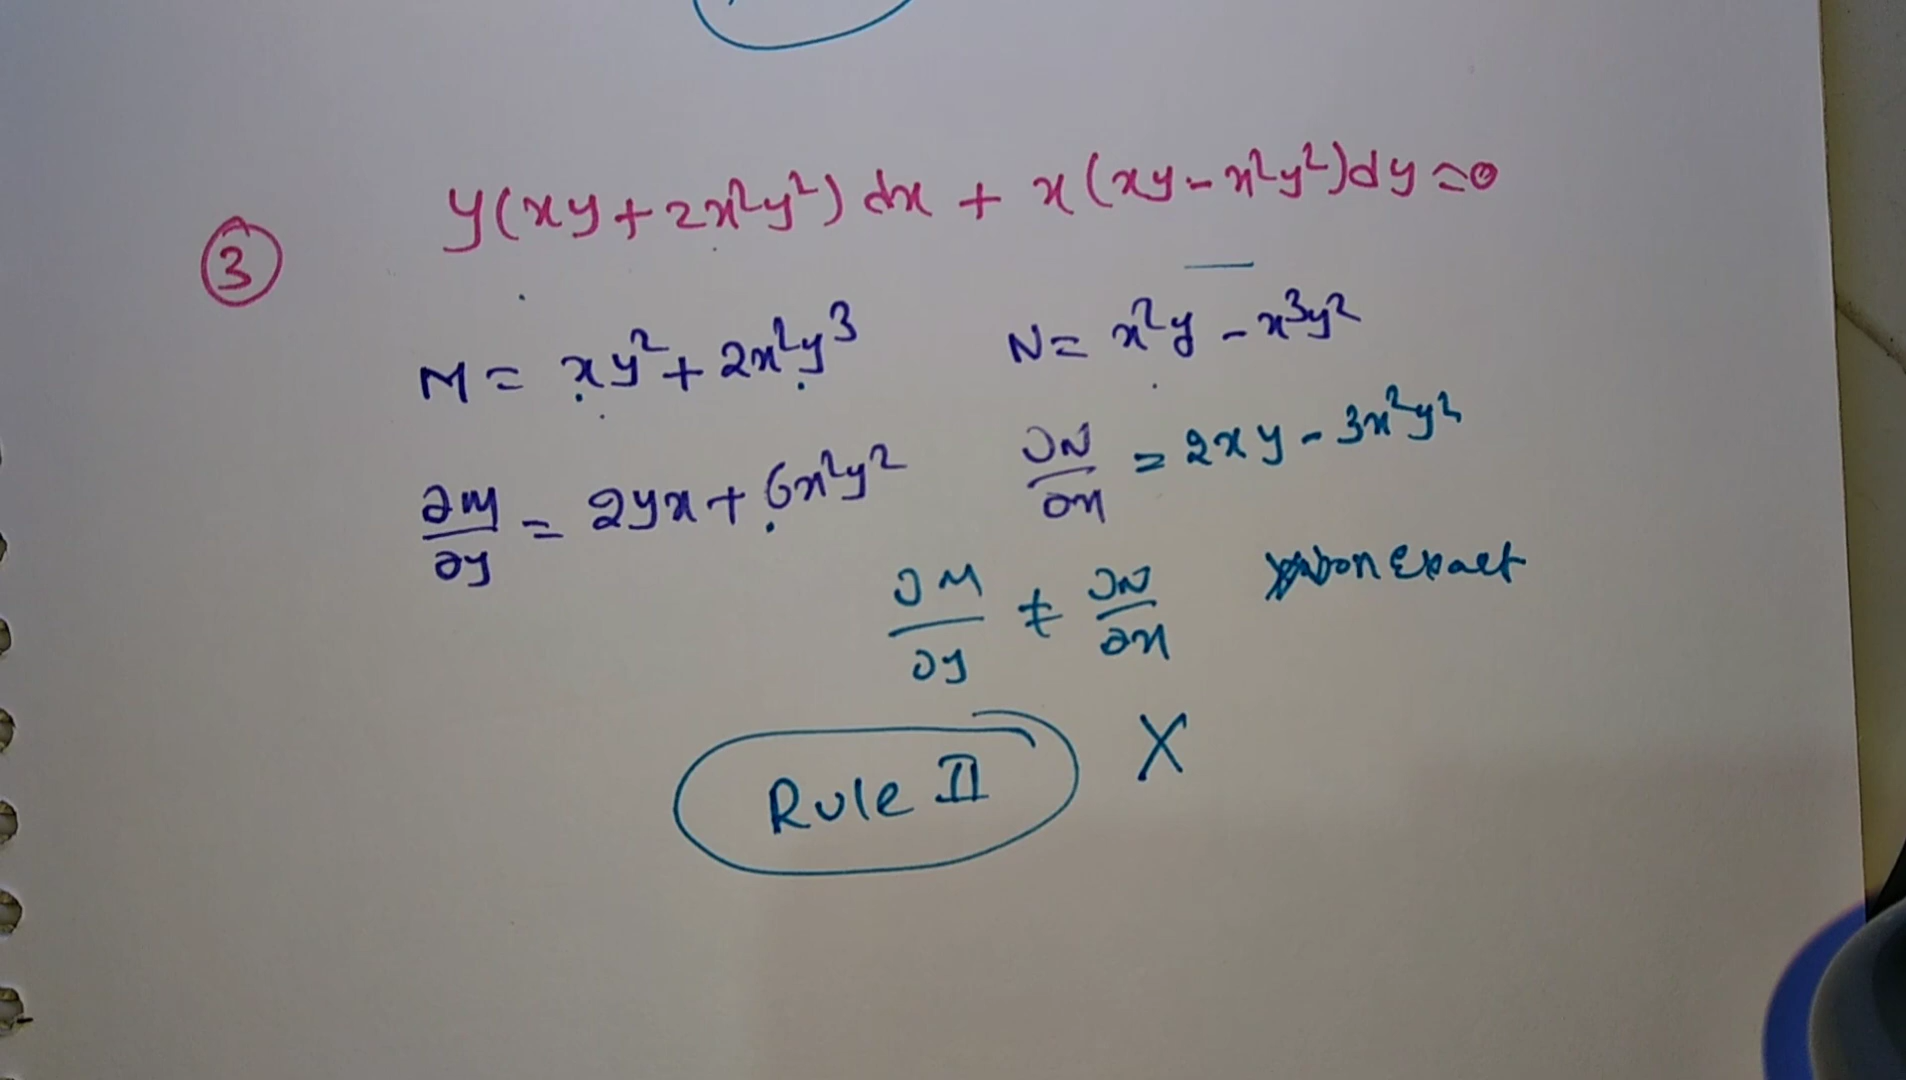 ③ y(xy+2x²y²) dx + x(xy-x²y²)dy=0
M = xy²+2x²y³ N= x²y-x³y²
∂M/∂y = 2yx+6x²y² ∂N/∂x = 2xy-3x²y²
∂M/∂y ≠ ∂N/∂x non exact
Rule II X